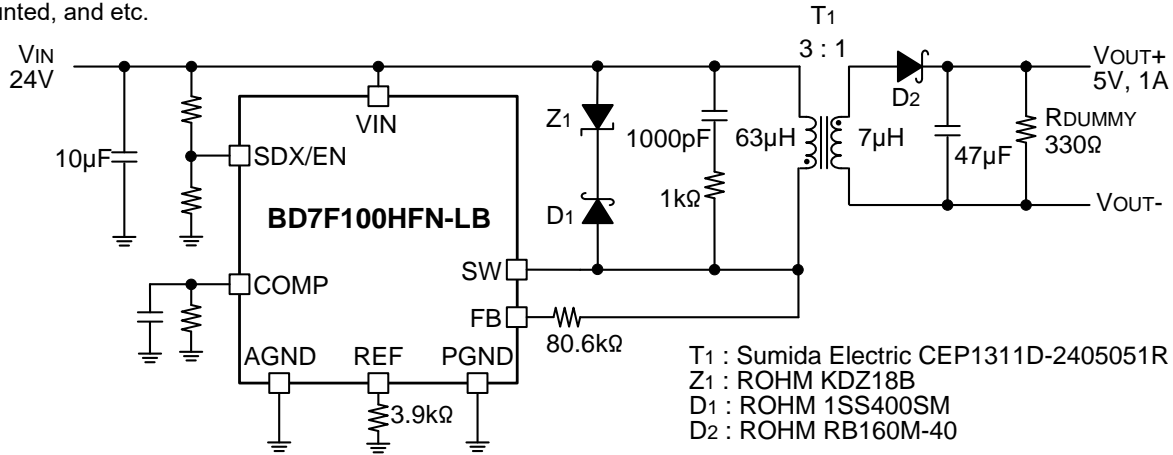 unted, and etc.
T1
3 : 1
VIN
24V
VOUT+
5V, 1A
D2
VIN
Z1
1000pF
63µH
7µH
RDUMMY
330Ω
10µF
SDX/EN
47µF
1kΩ
BD7F100HFN-LB
D1
VOUT-
SW
COMP
FB
80.6kΩ
AGND
REF
PGND
3.9kΩ
T1 : Sumida Electric CEP1311D-2405051R
Z1 : ROHM KDZ18B
D1 : ROHM 1SS400SM
D2 : ROHM RB160M-40